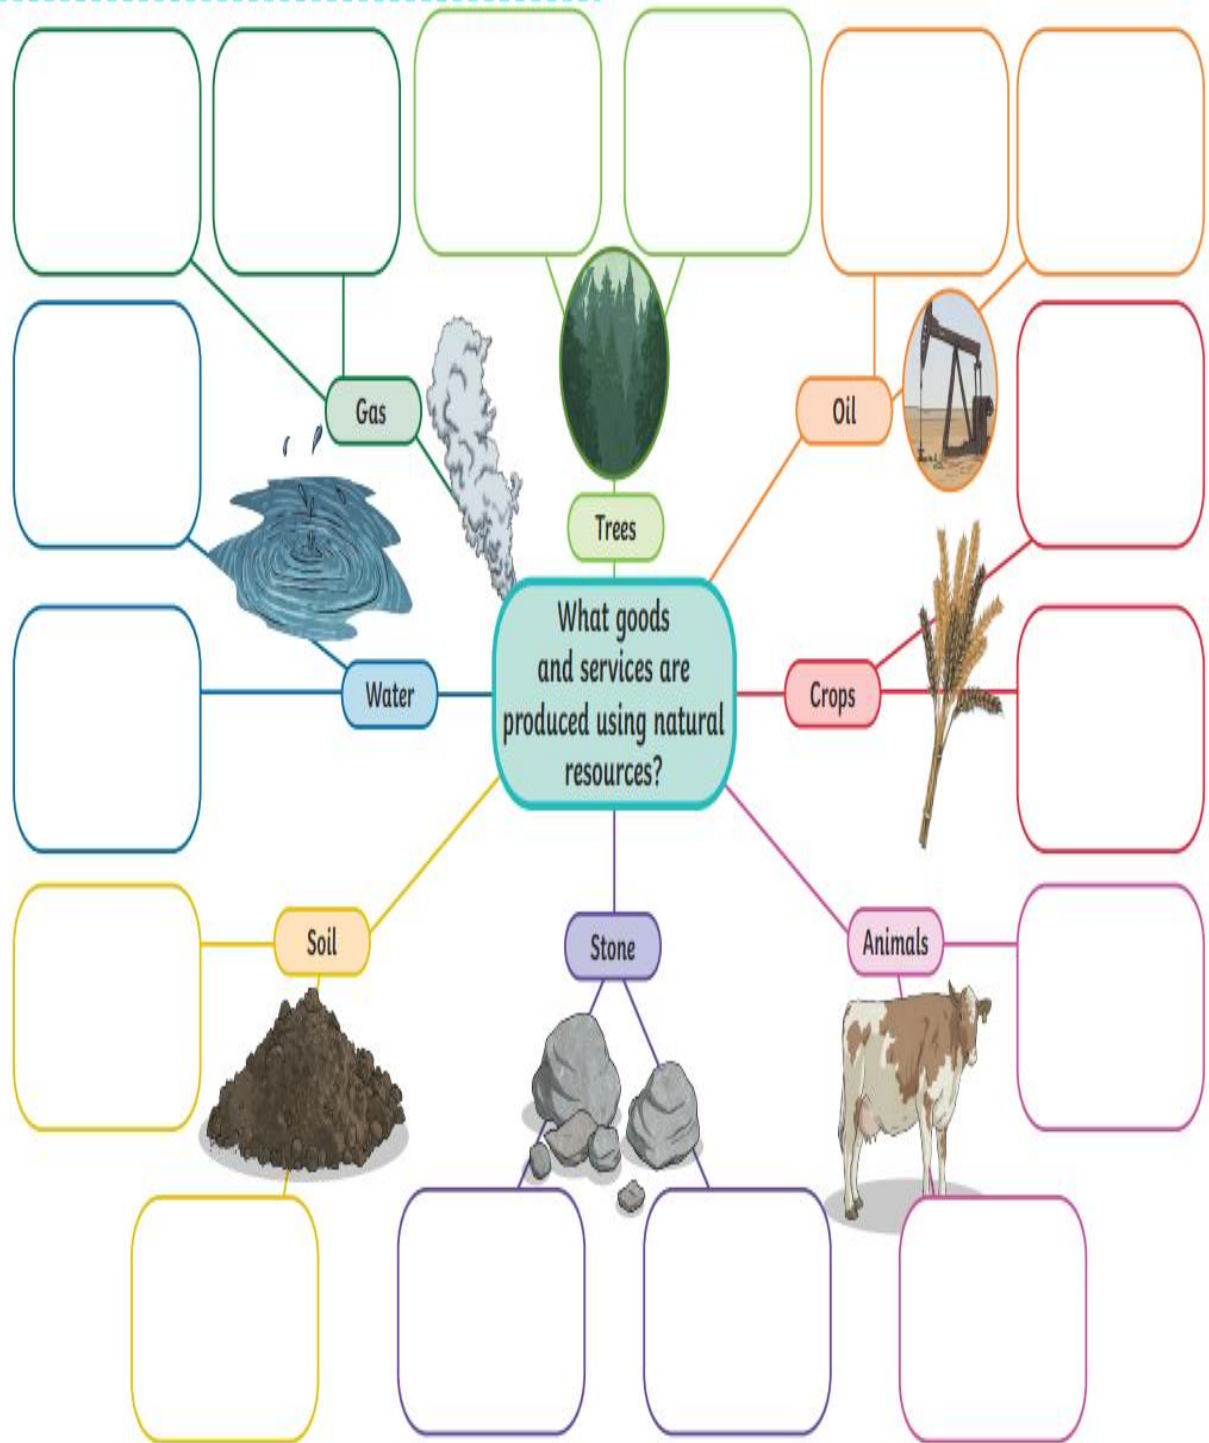 Gas
Oil
Trees
What goods
and services are
produced using natural
resources?
Water
Crops
Soil
Stone
Animals